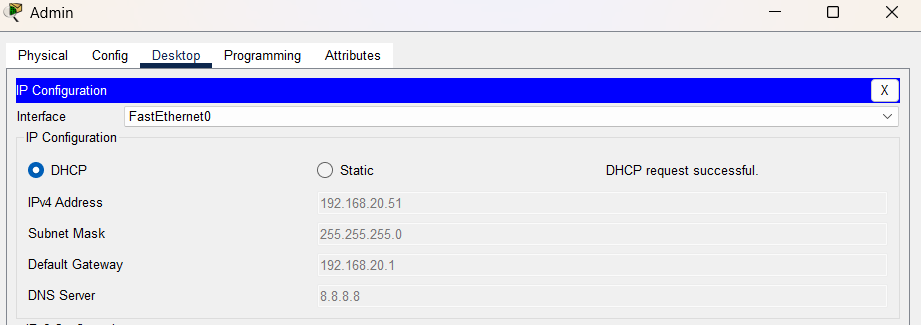 Admin
Physical Config Desktop Programming Attributes
IP Configuration X
Interface FastEthernet0
IP Configuration
DHCP Static DHCP request successful.
IPv4 Address 192.168.20.51
Subnet Mask 255.255.255.0
Default Gateway 192.168.20.1
DNS Server 8.8.8.8